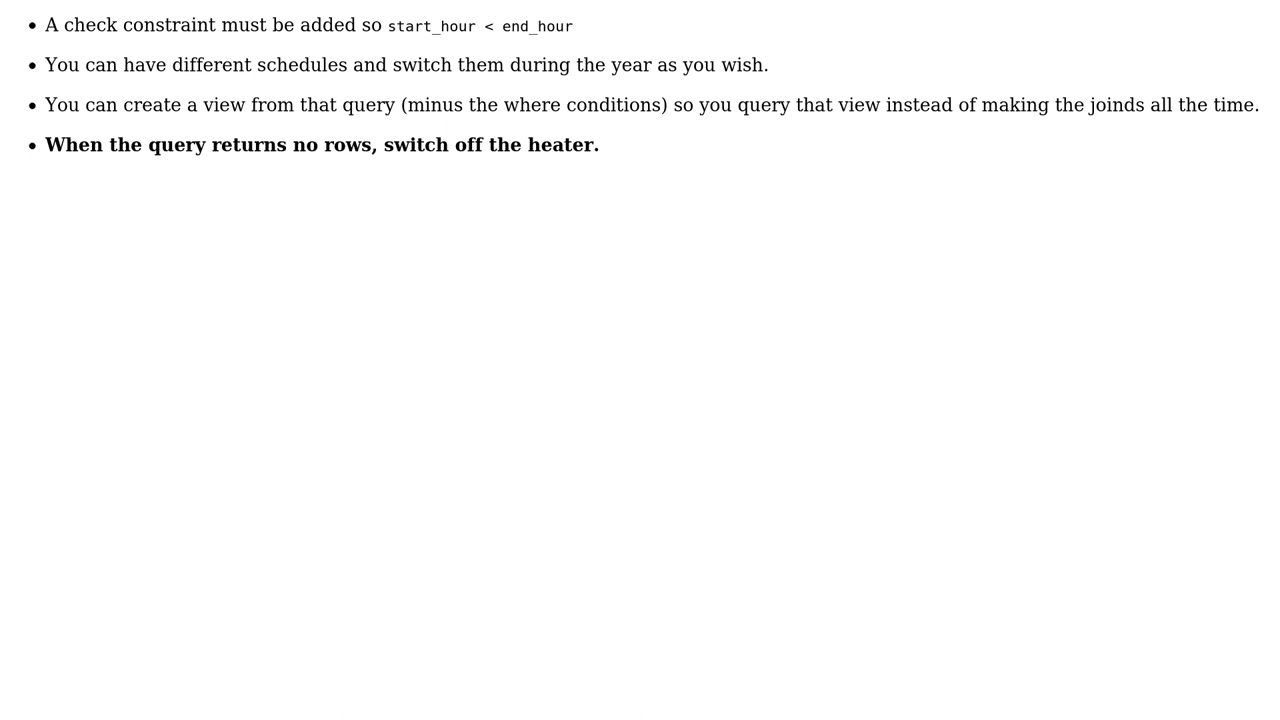 • A check constraint must be added so start_hour < end_hour
• You can have different schedules and switch them during the year as you wish.
• You can create a view from that query (minus the where conditions) so you query that view instead of making the joinds all the time.
• When the query returns no rows, switch off the heater.